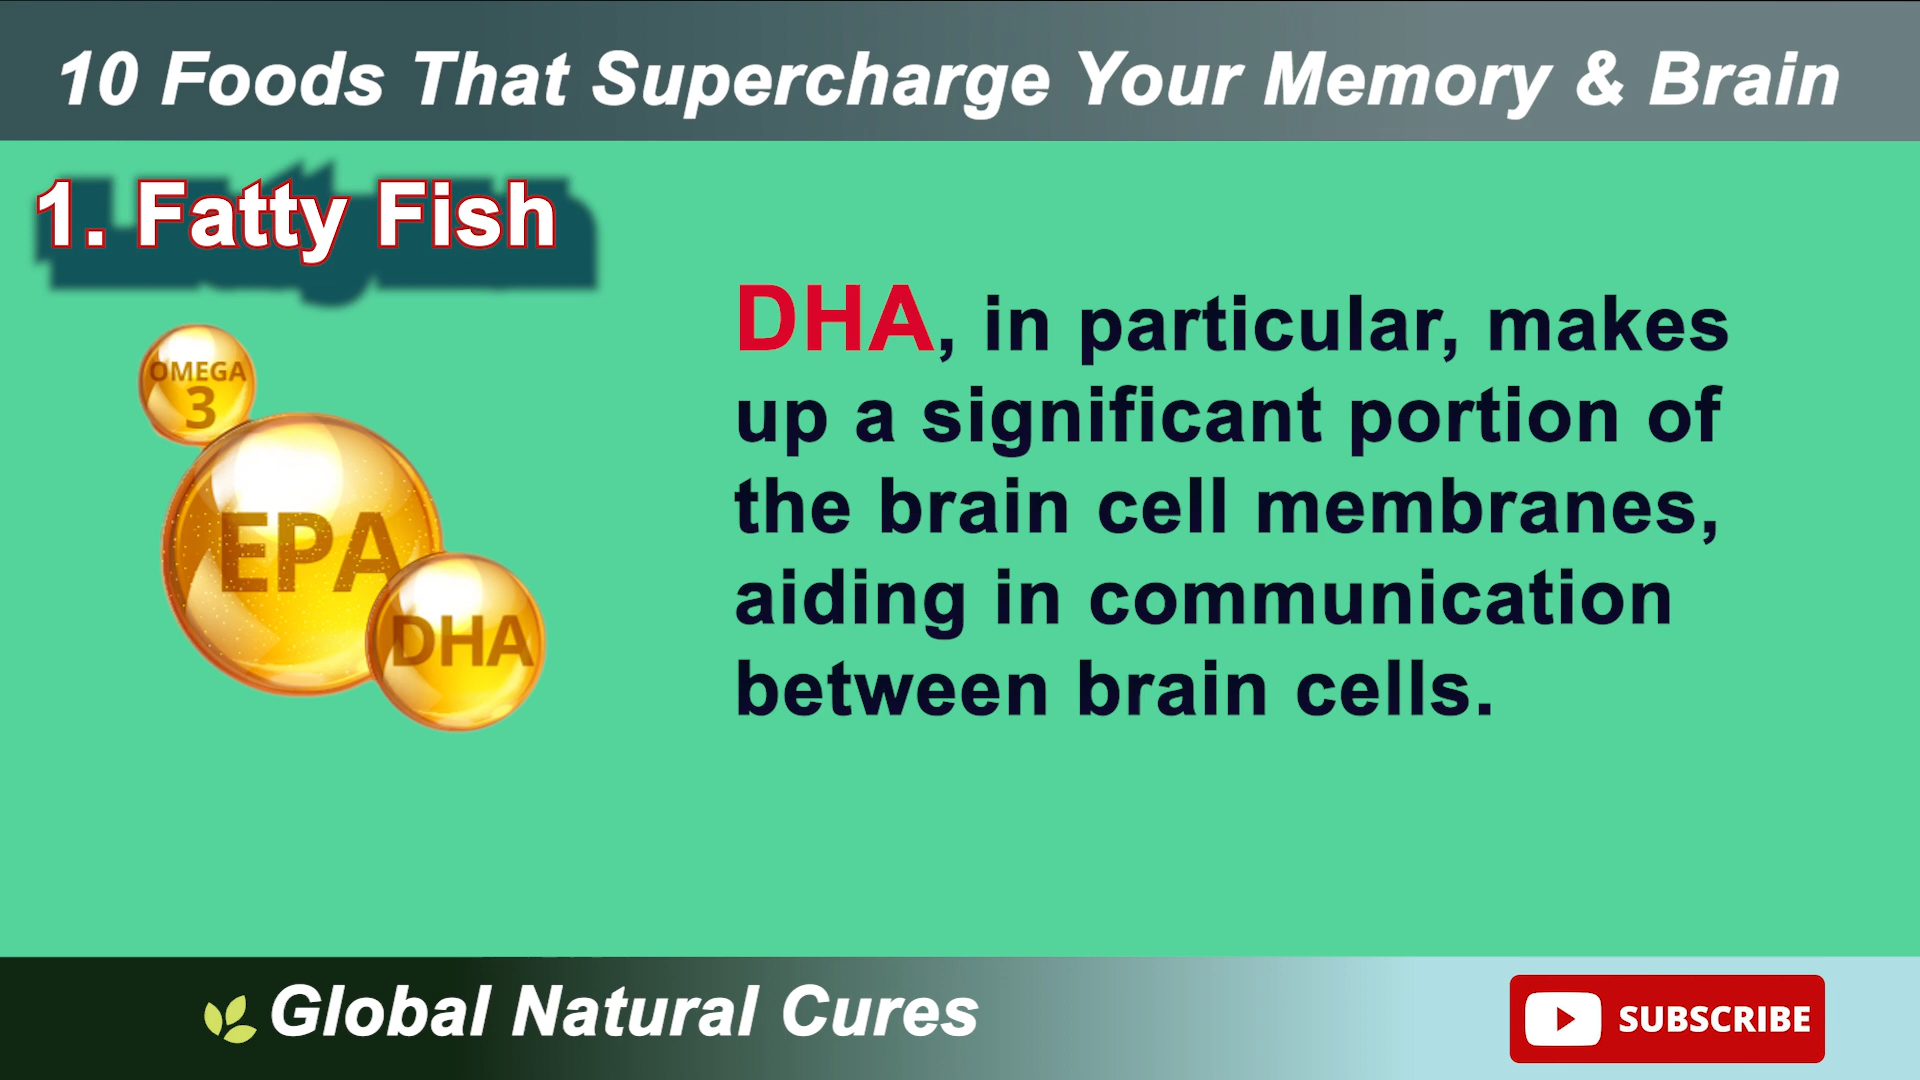 10 Foods That Supercharge Your Memory & Brain
1. Fatty Fish
OMEGA
3
EPA
DHA
DHA, in particular, makes
up a significant portion of
the brain cell membranes,
aiding in communication
between brain cells.
Global Natural Cures
SUBSCRIBE